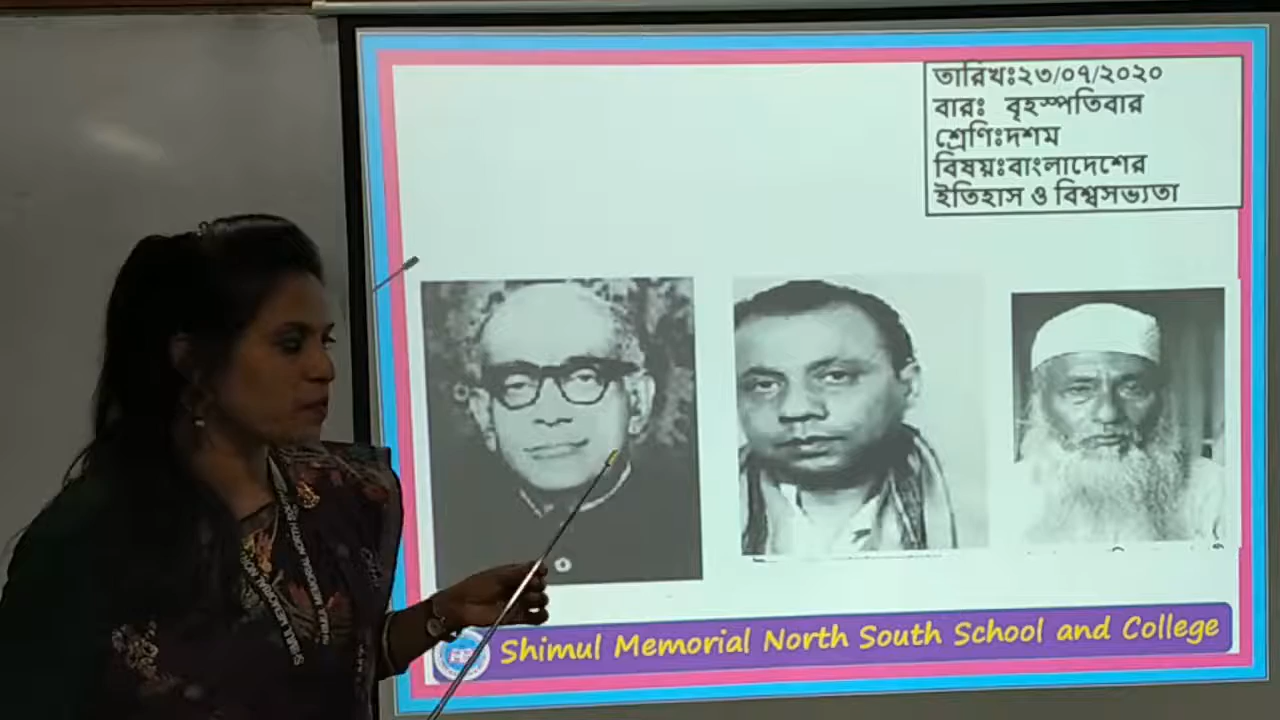 তারিখঃ২৩/০৭/২০২০
বারঃ বৃহস্পতিবার
শ্রেণিঃদশম
বিষয়ঃবাংলাদেশের
ইতিহাস ও বিশ্বসভ্যতা
Shimul Memorial North South School and College